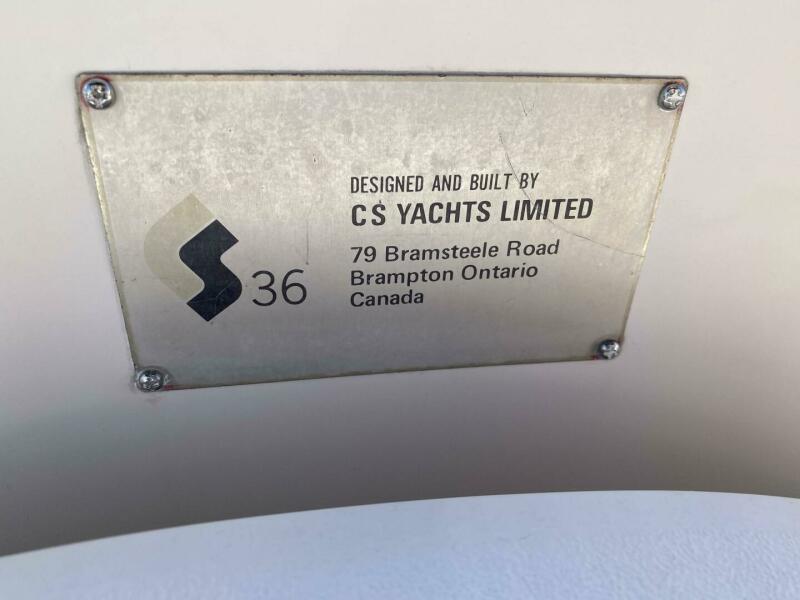 DESIGNED AND BUILT BY
CS YACHTS LIMITED
79 Bramsteele Road
Brampton Ontario
Canada
36